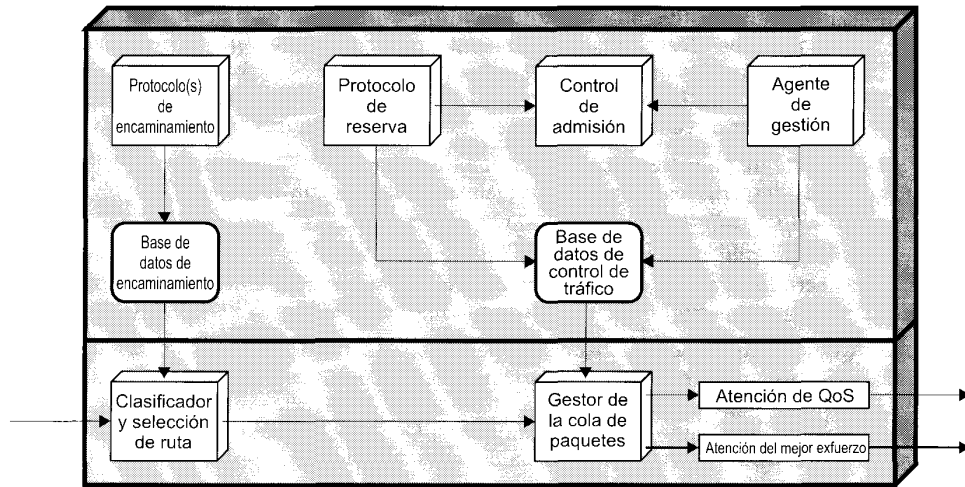 Protocolo(s)
de
encaminamiento
Protocolo
de
reserva
Control
de
admisión
Agente
de
gestión
Base de
datos de
encaminamiento
Base de
datos de
control de
tráfico
Clasificador
y selección
de ruta
Gestor de
la cola de
paquetes
Atención de QoS
Atención del mejor exfuerzo